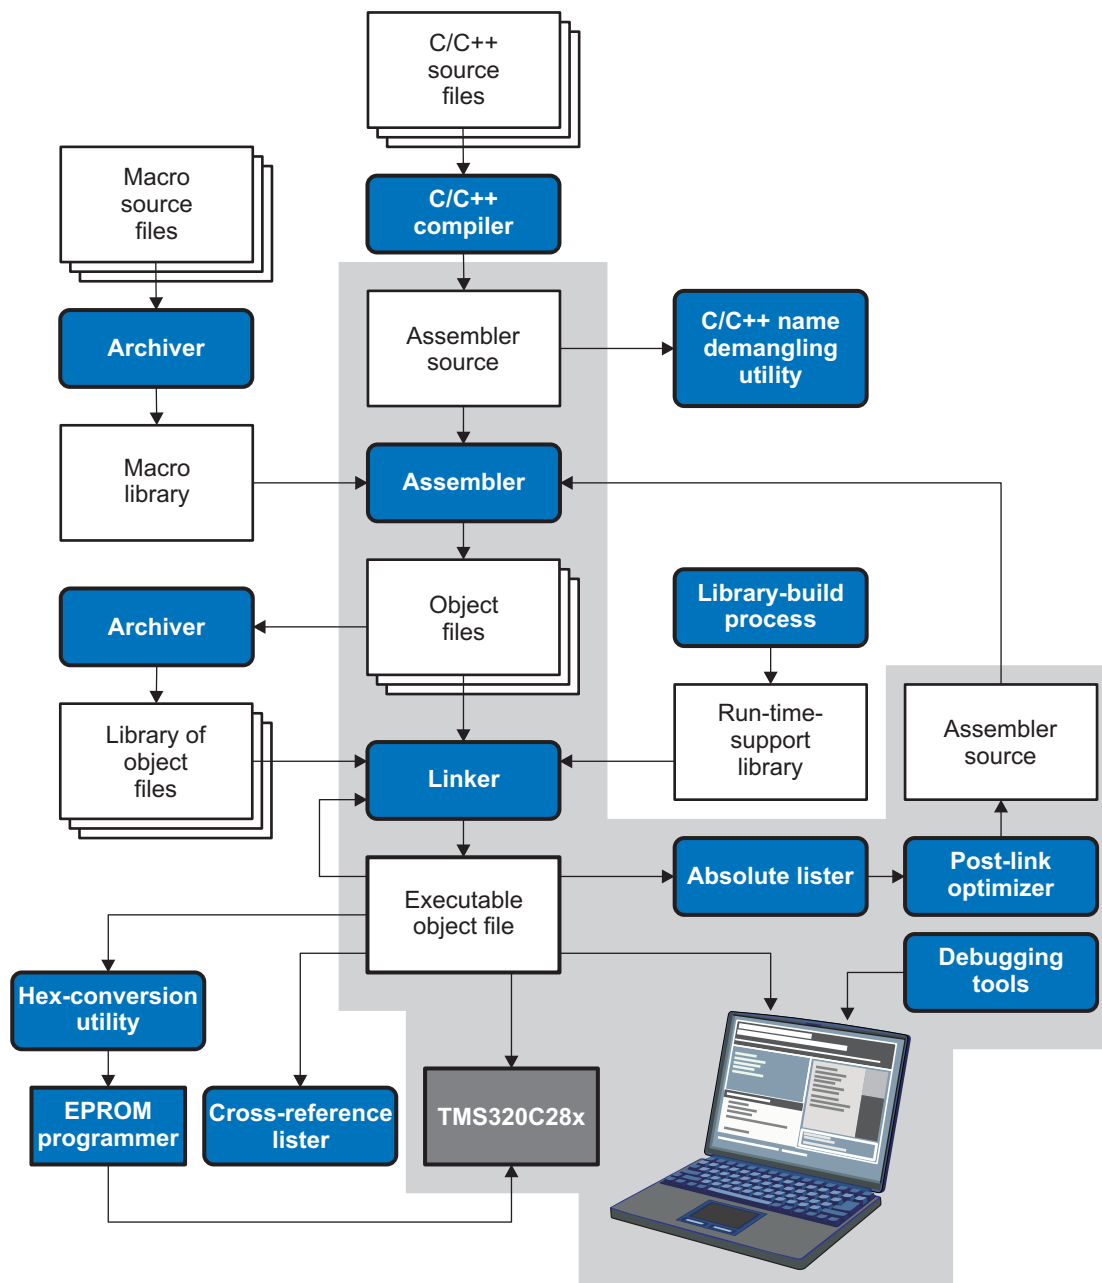 C/C++
source
files
Macro
source
files
C/C++
compiler
Archiver
Assembler
source
C/C++ name
demangling
utility
Macro
library
Assembler
Archiver
Object
files
Library-build
process
Library of
object
files
Linker
Run-time-
support
library
Assembler
source
Executable
object file
Absolute lister
Post-link
optimizer
Debugging
tools
Hex-conversion
utility
EPROM
programmer
Cross-reference
lister
TMS320C28x